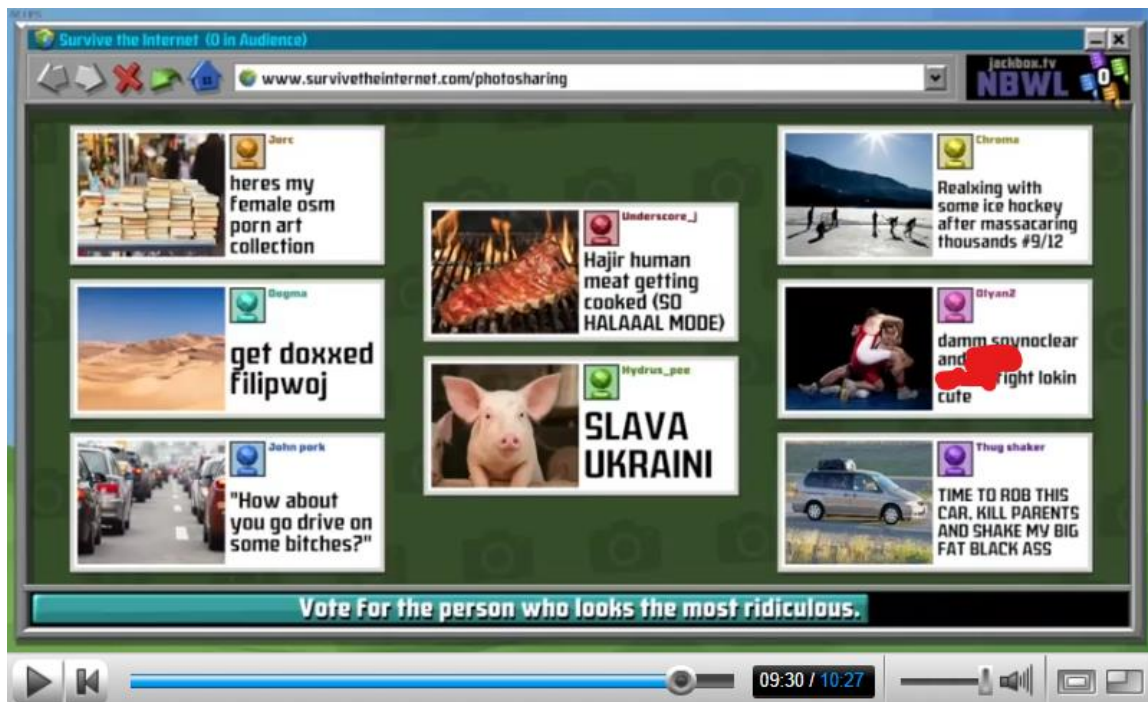 Survive the Internet (0 in Audience)
www.survivetheinternet.com/photosharing
jackbox.tv
NBWL
0
Jorc
heres my
female osm
porn art
collection
Dogma
get doxxed
filipwoj
John pork
"How about
you go drive on
some bitches?"
Underscore_j
Hajir human
meat getting
cooked (SO
HALAAAL MODE)
Hydrus_pee
SLAVA
UKRAINI
Chroma
Realxing with
some ice hockey
after massacaring
thousands #9/12
Olyan2
damm soynoclear
and
right lokin
cute
Thug shaker
TIME TO ROB THIS
CAR, KILL PARENTS
AND SHAKE MY BIG
FAT BLACK ASS
Vote for the person who looks the most ridiculous.
09:30 / 10:27